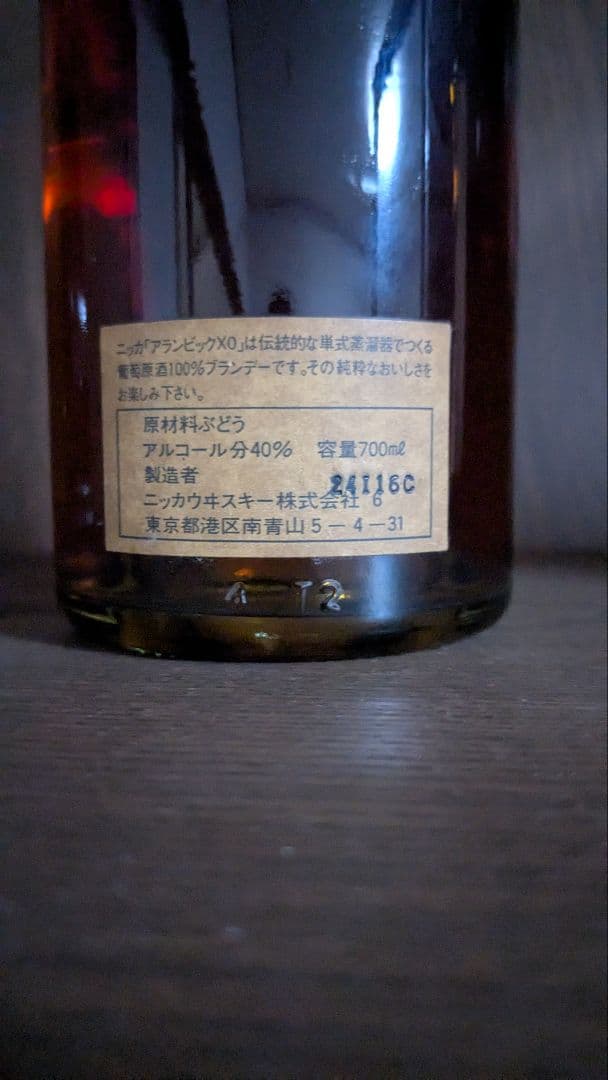 ニッカ「アランビックXO」は伝統的な単式蒸溜器でつくる
葡萄原酒100%ブランデーです。その純粋なおいしさを
お楽しみ下さい。
原材料ぶどう
アルコール分40% 容量700mℓ
製造者
24I16C
ニッカウヰスキー株式会社 6
東京都港区南青山5－4－31
A T2